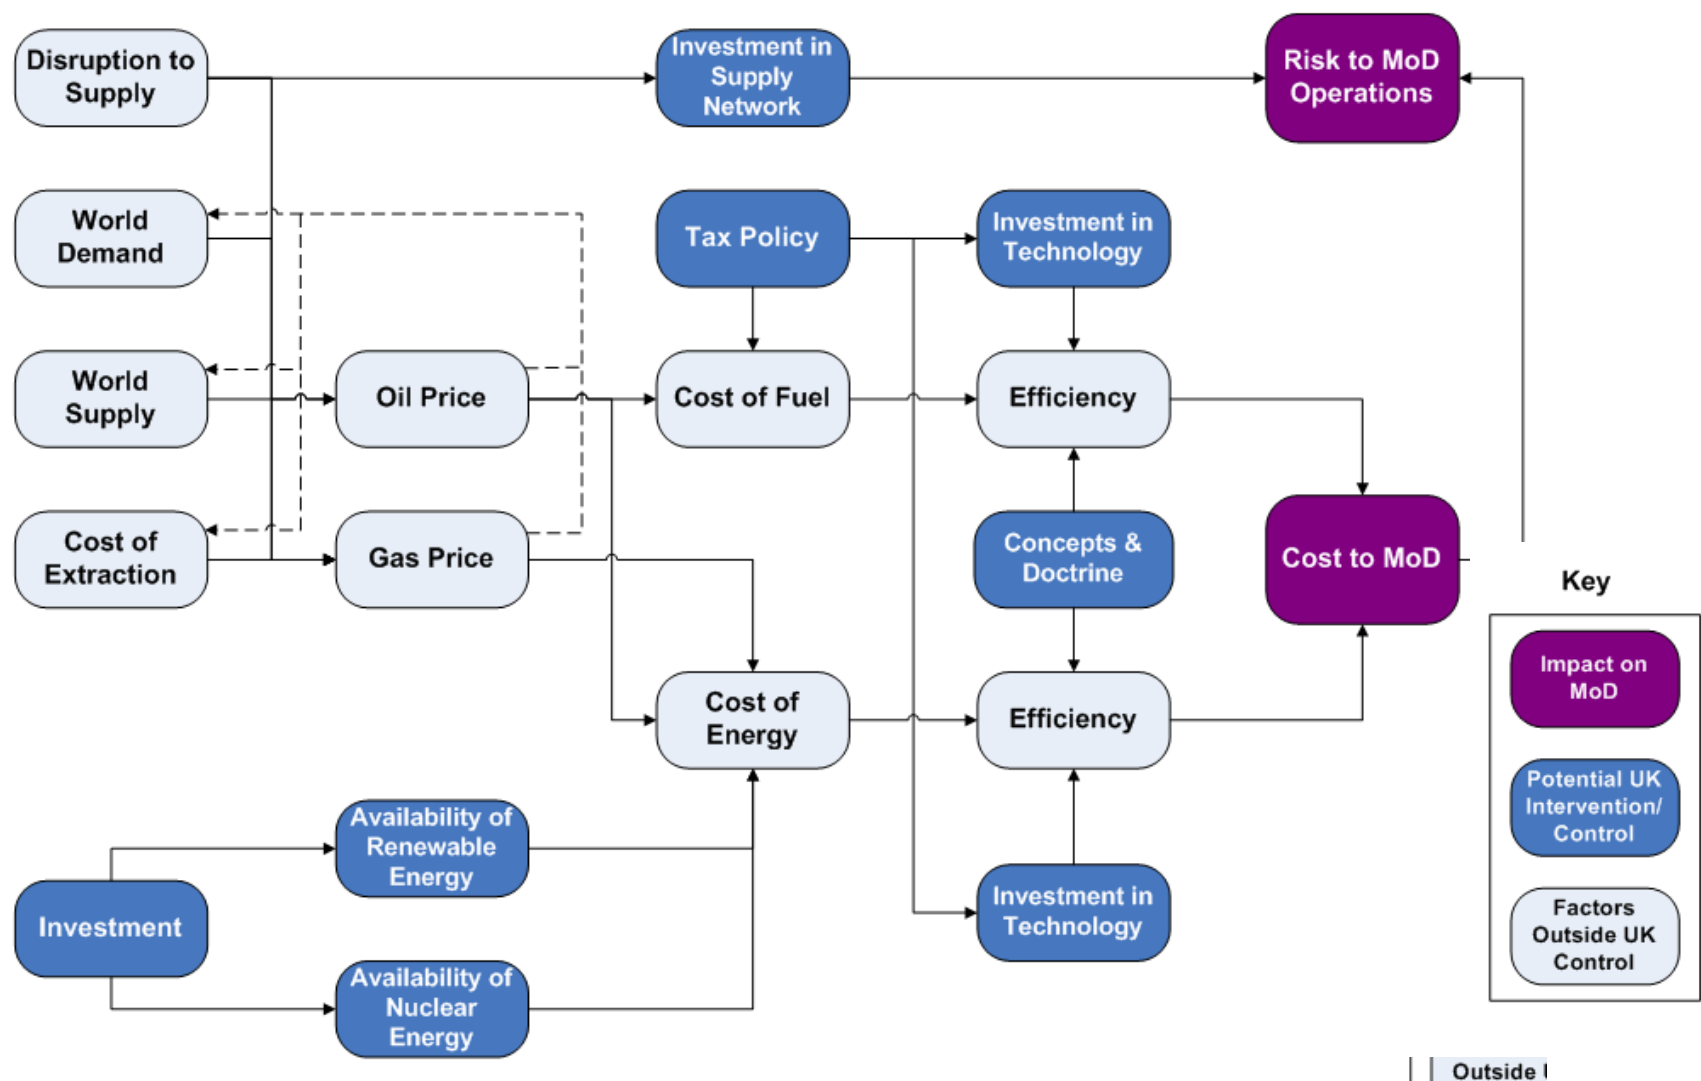 Disruption to
Supply
Investment in
Supply
Network
Risk to MoD
Operations
World
Demand
Tax Policy
Investment in
Technology
World
Supply
Oil Price
Cost of Fuel
Efficiency
Cost of
Extraction
Gas Price
Concepts &
Doctrine
Cost to MoD
Key
Impact on
MoD
Cost of
Energy
Efficiency
Potential UK
Intervention/
Control
Availability of
Renewable
Energy
Investment
Investment in
Technology
Factors
Outside UK
Control
Availability of
Nuclear
Energy
Outside